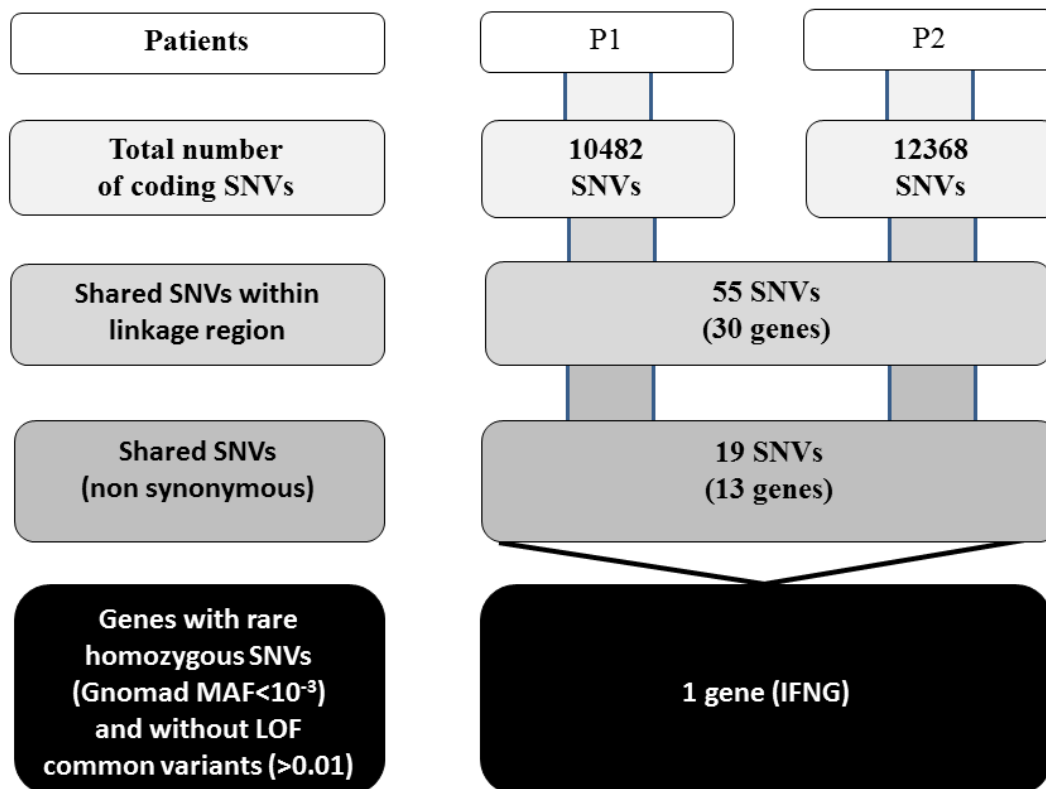 Patients
P1
P2
Total number
of coding SNVs
10482
SNVs
12368
SNVs
Shared SNVs within
linkage region
55 SNVs
(30 genes)
Shared SNVs
(non synonymous)
19 SNVs
(13 genes)
Genes with rare
homozygous SNVs
(Gnomad MAF<10⁻³)
and without LOF
common variants (>0.01)
1 gene (IFNG)